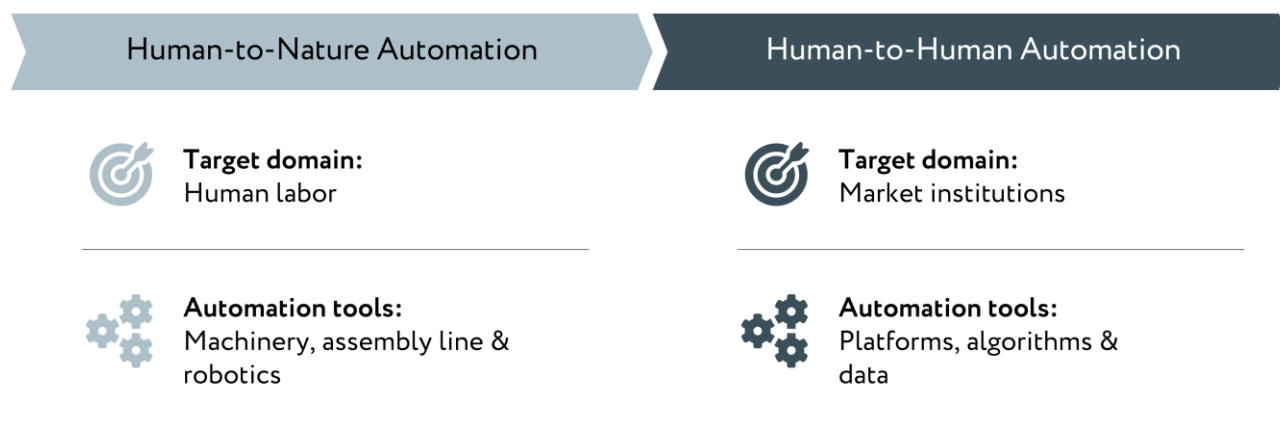 Human-to-Nature Automation
Human-to-Human Automation
Target domain:
Human labor
Automation tools:
Machinery, assembly line &
robotics
Target domain:
Market institutions
Automation tools:
Platforms, algorithms &
data